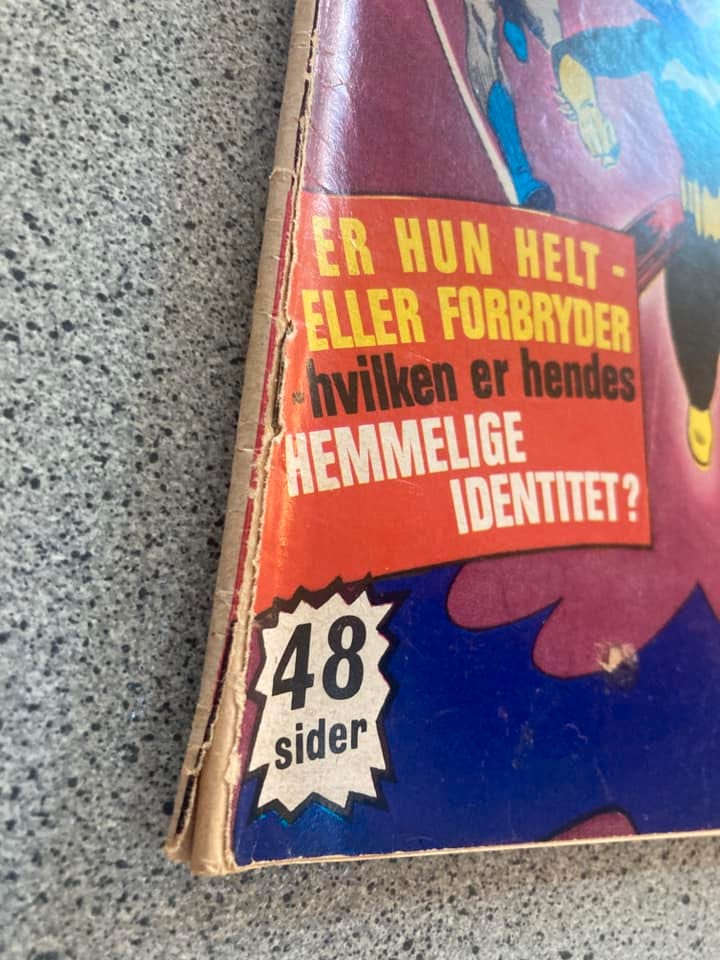 ER HUN HELT -
ELLER FORBRYDER
-hvilken er hendes
HEMMELIGE
IDENTITET?
48
sider